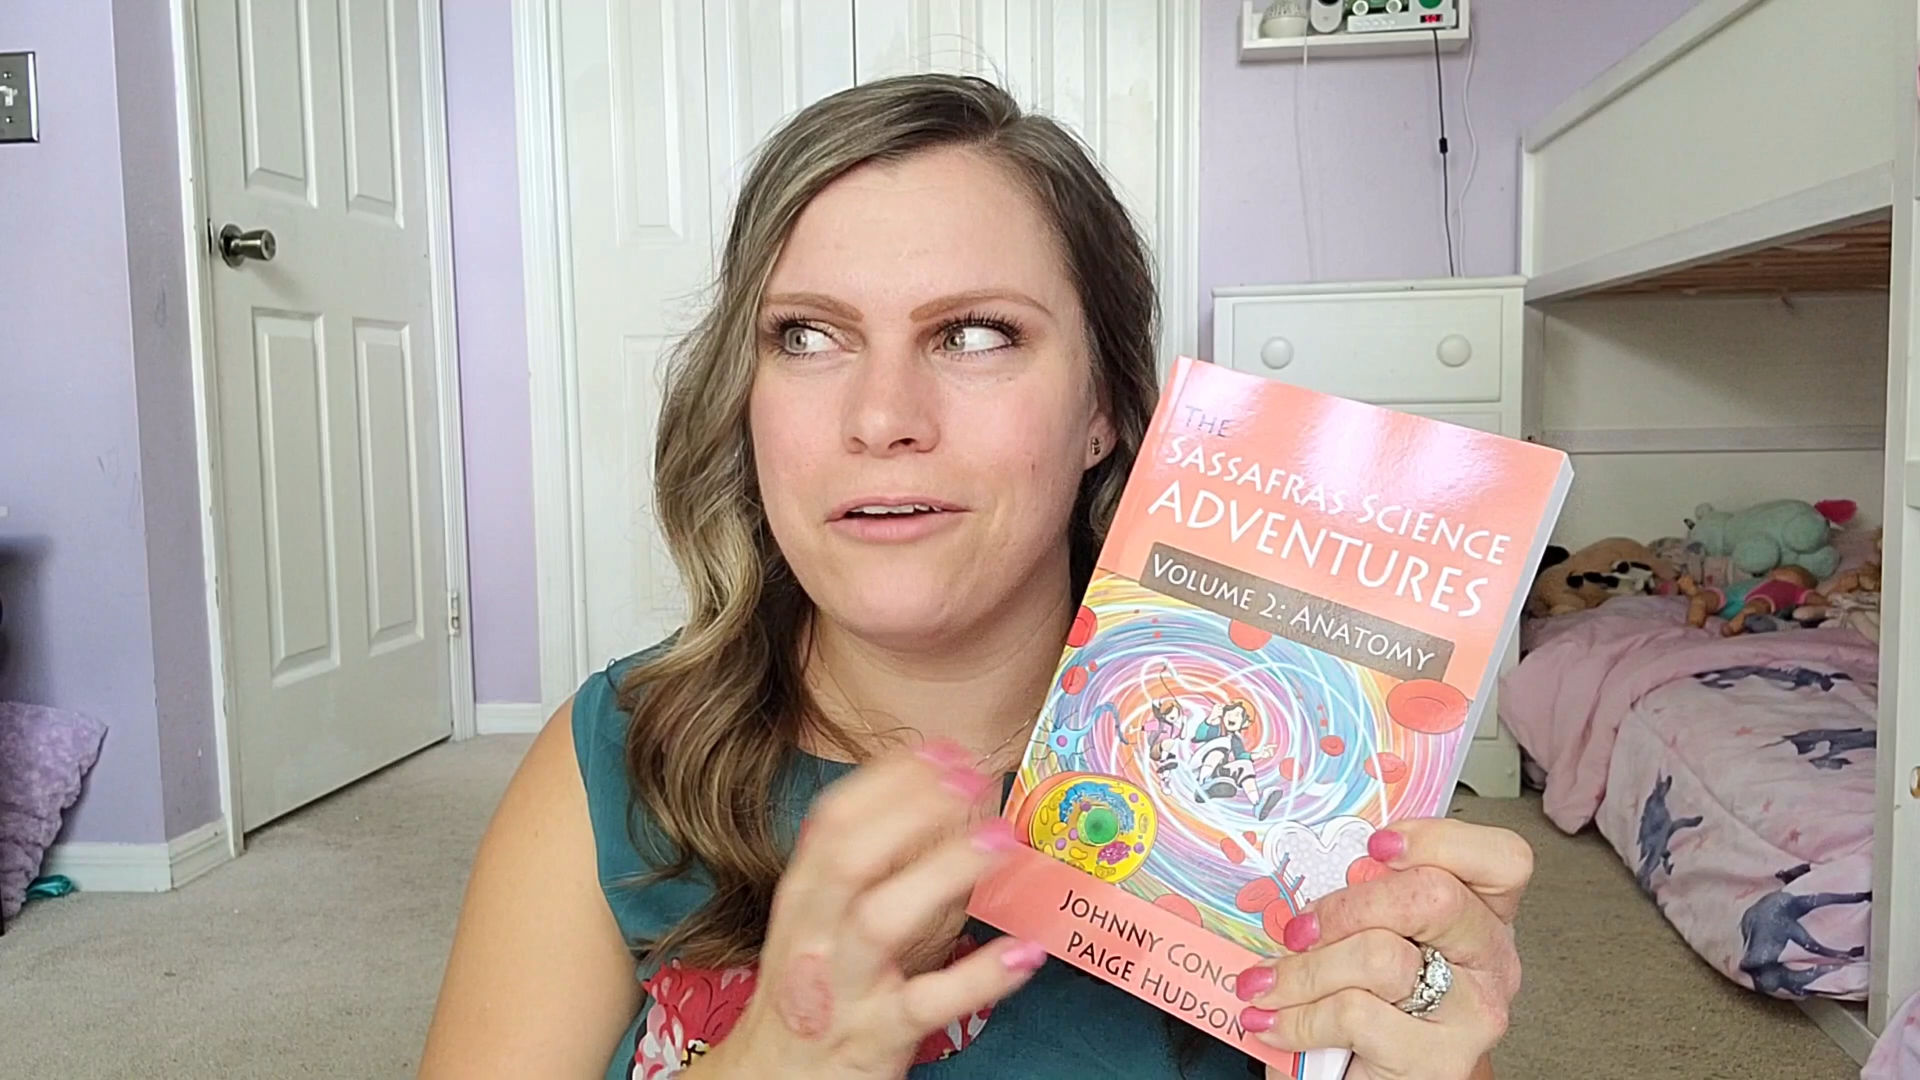 THE
SASSAFRAS SCIENCE
ADVENTURES
VOLUME 2: ANATOMY
JOHNNY CONG
PAIGE HUDSON